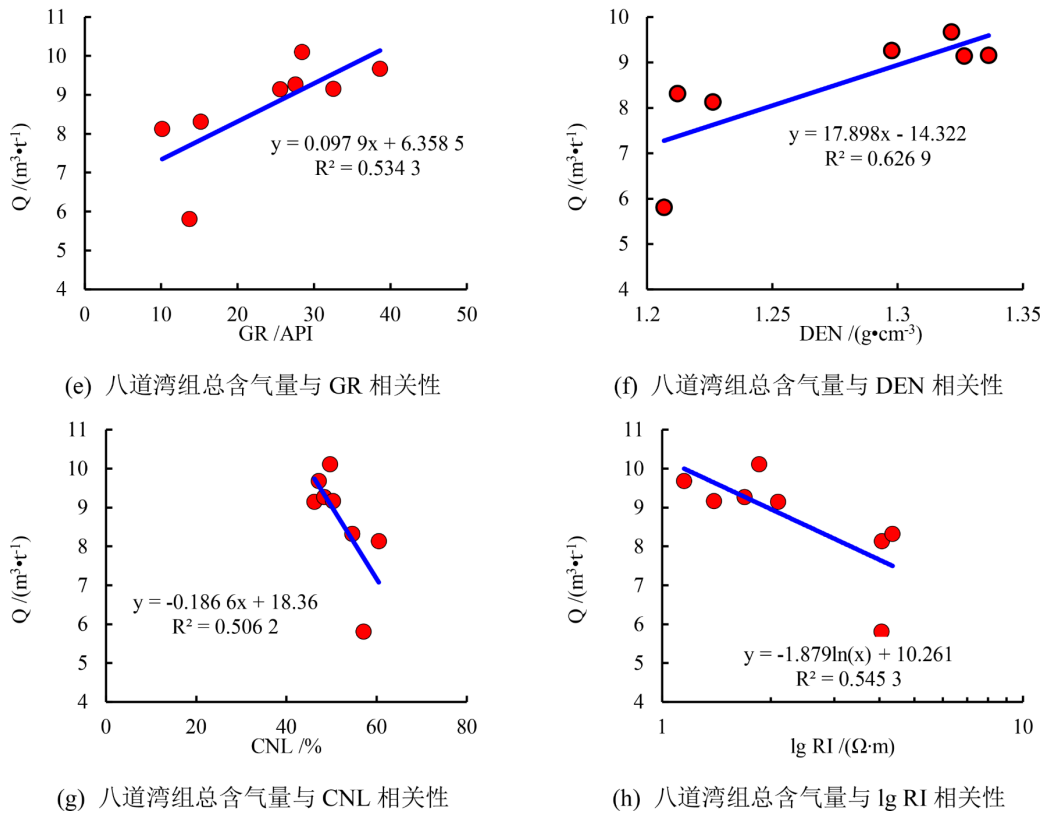 11
10
9
8
7
6
5
4
Q /(m³•t⁻¹)
y = 0.097 9x + 6.358 5
R² = 0.534 3
0 10 20 30 40 50
GR /API
(e) 八道湾组总含气量与 GR 相关性
10
9
8
7
6
5
4
Q /(m³•t⁻¹)
y = 17.898x - 14.322
R² = 0.626 9
1.2 1.25 1.3 1.35
DEN /(g•cm⁻³)
(f) 八道湾组总含气量与 DEN 相关性
11
10
9
8
7
6
5
4
Q /(m³•t⁻¹)
y = -0.186 6x + 18.36
R² = 0.506 2
0 20 40 60 80
CNL /%
(g) 八道湾组总含气量与 CNL 相关性
11
10
9
8
7
6
5
4
Q /(m³•t⁻¹)
y = -1.879ln(x) + 10.261
R² = 0.545 3
1 10
lg RI /(Ω·m)
(h) 八道湾组总含气量与 lg RI 相关性